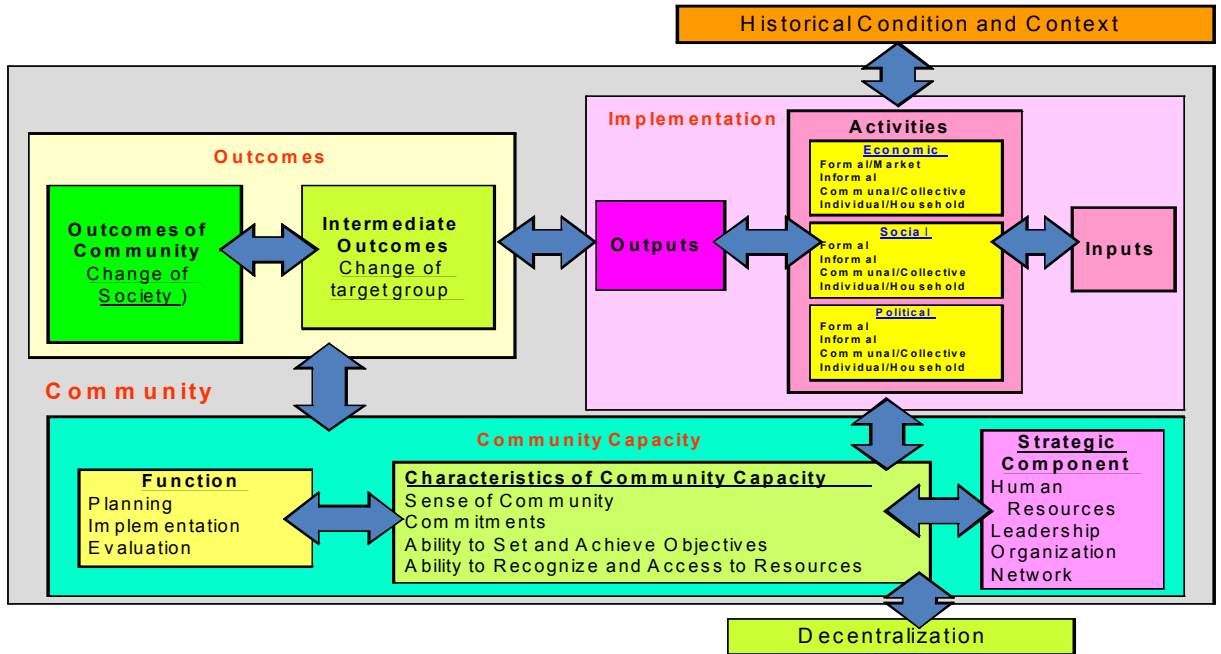 Historical Condition and Context
Implementation
Activities
Economic
Formal/Market
Informal
Communal/Collective
Individual/Household
Social
Formal
Informal
Communal/Collective
Individual/Household
Political
Formal
Informal
Communal/Collective
Individual/Household
Inputs
Outputs
Outcomes
Outcomes of
Community
Change of
Society )
Intermediate
Outcomes
Change of
target group
Community
Community Capacity
Function
Planning
Implementation
Evaluation
Characteristics of Community Capacity
Sense of Community
Commitments
Ability to Set and Achieve Objectives
Ability to Recognize and Access to Resources
Strategic
Component
Human
Resources
Leadership
Organization
Network
Decentralization